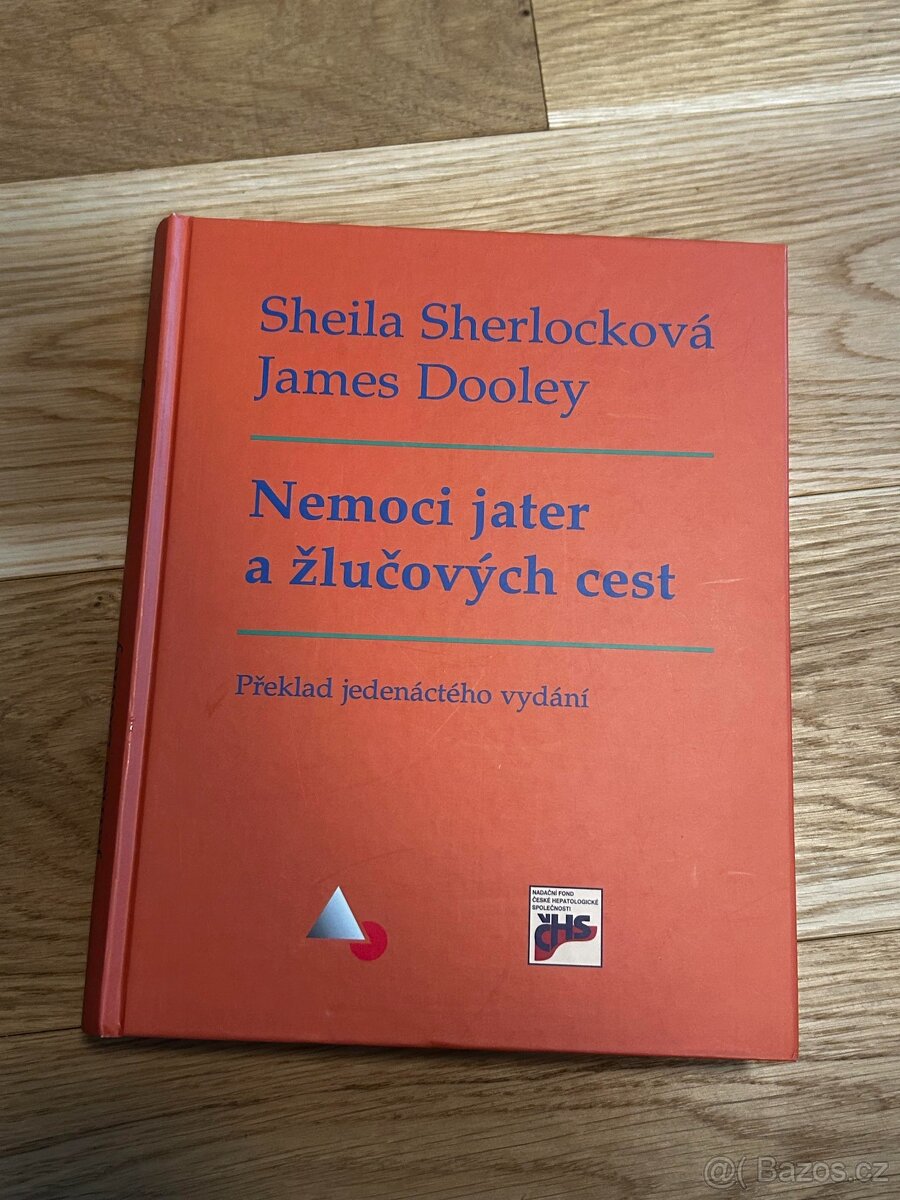 Sheila Sherlocková
James Dooley
Nemoci jater
a žlučových cest
Překlad jedenáctého vydání
NADAČNÍ FOND
ČESKÉ HEPATOLOGICKÉ
SPOLEČNOSTI
ČHS
@( Bazos.cz